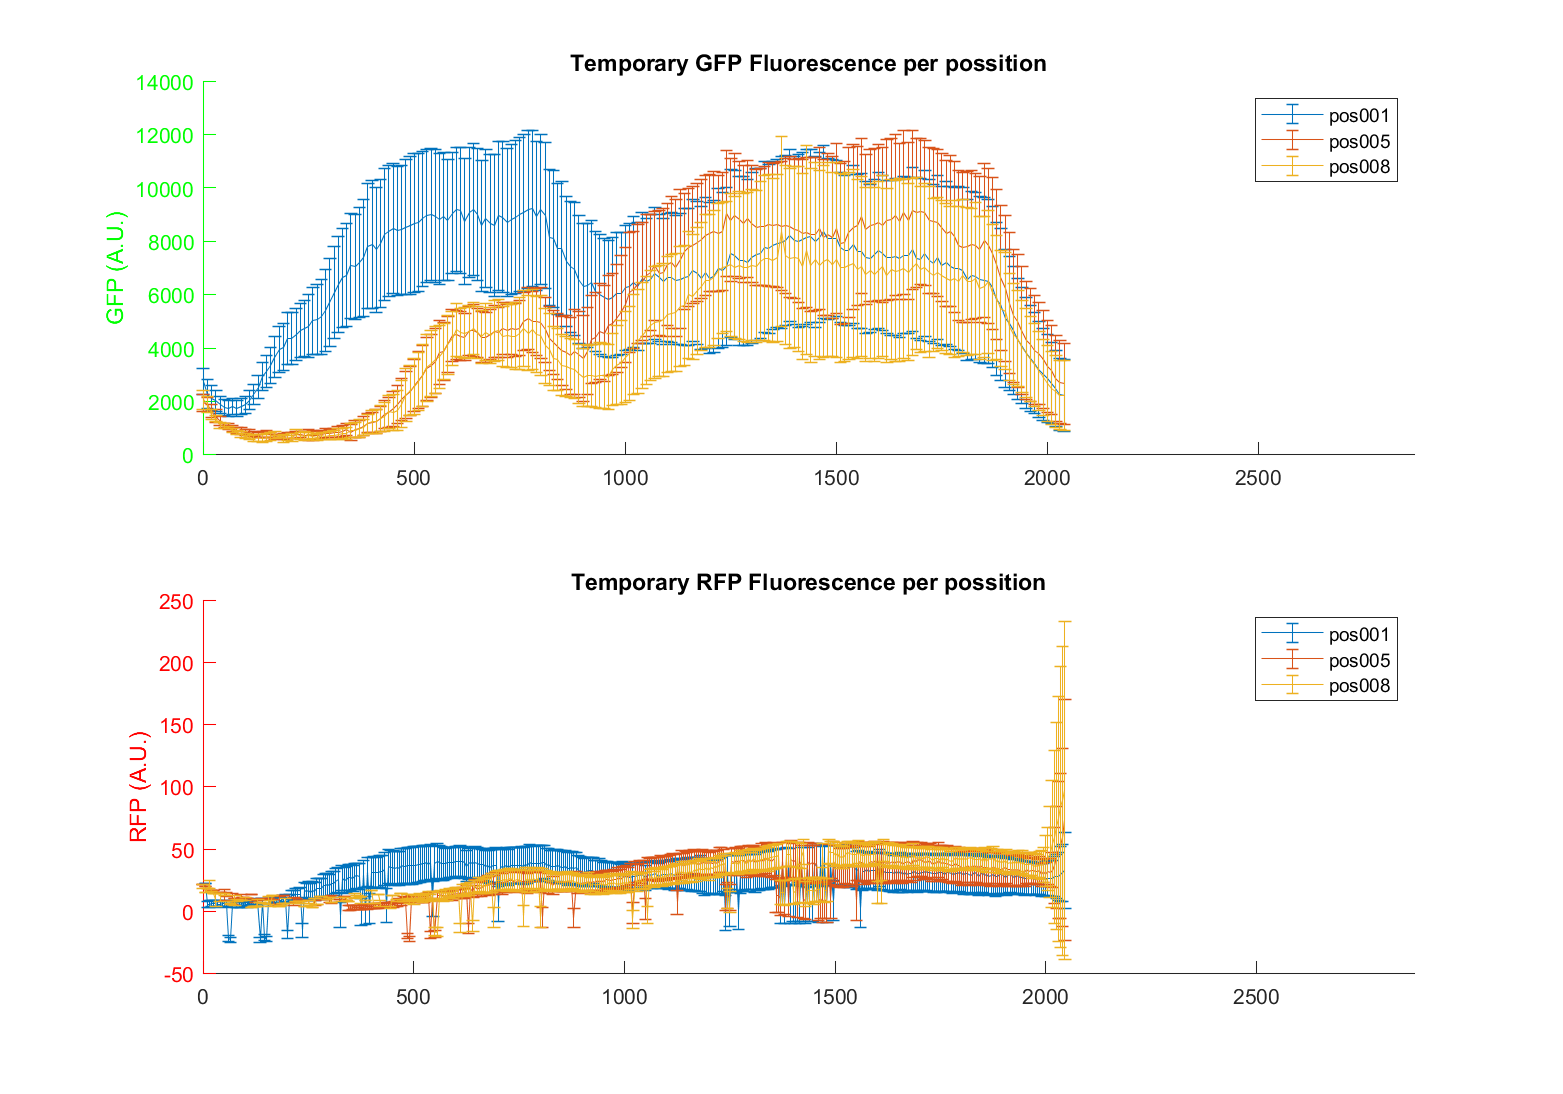 Temporary GFP Fluorescence per possition
GFP (A.U.)
14000
12000
10000
8000
6000
4000
2000
0
0 500 1000 1500 2000 2500
pos001
pos005
pos008
Temporary RFP Fluorescence per possition
RFP (A.U.)
250
200
150
100
50
0
-50
0 500 1000 1500 2000 2500
pos001
pos005
pos008